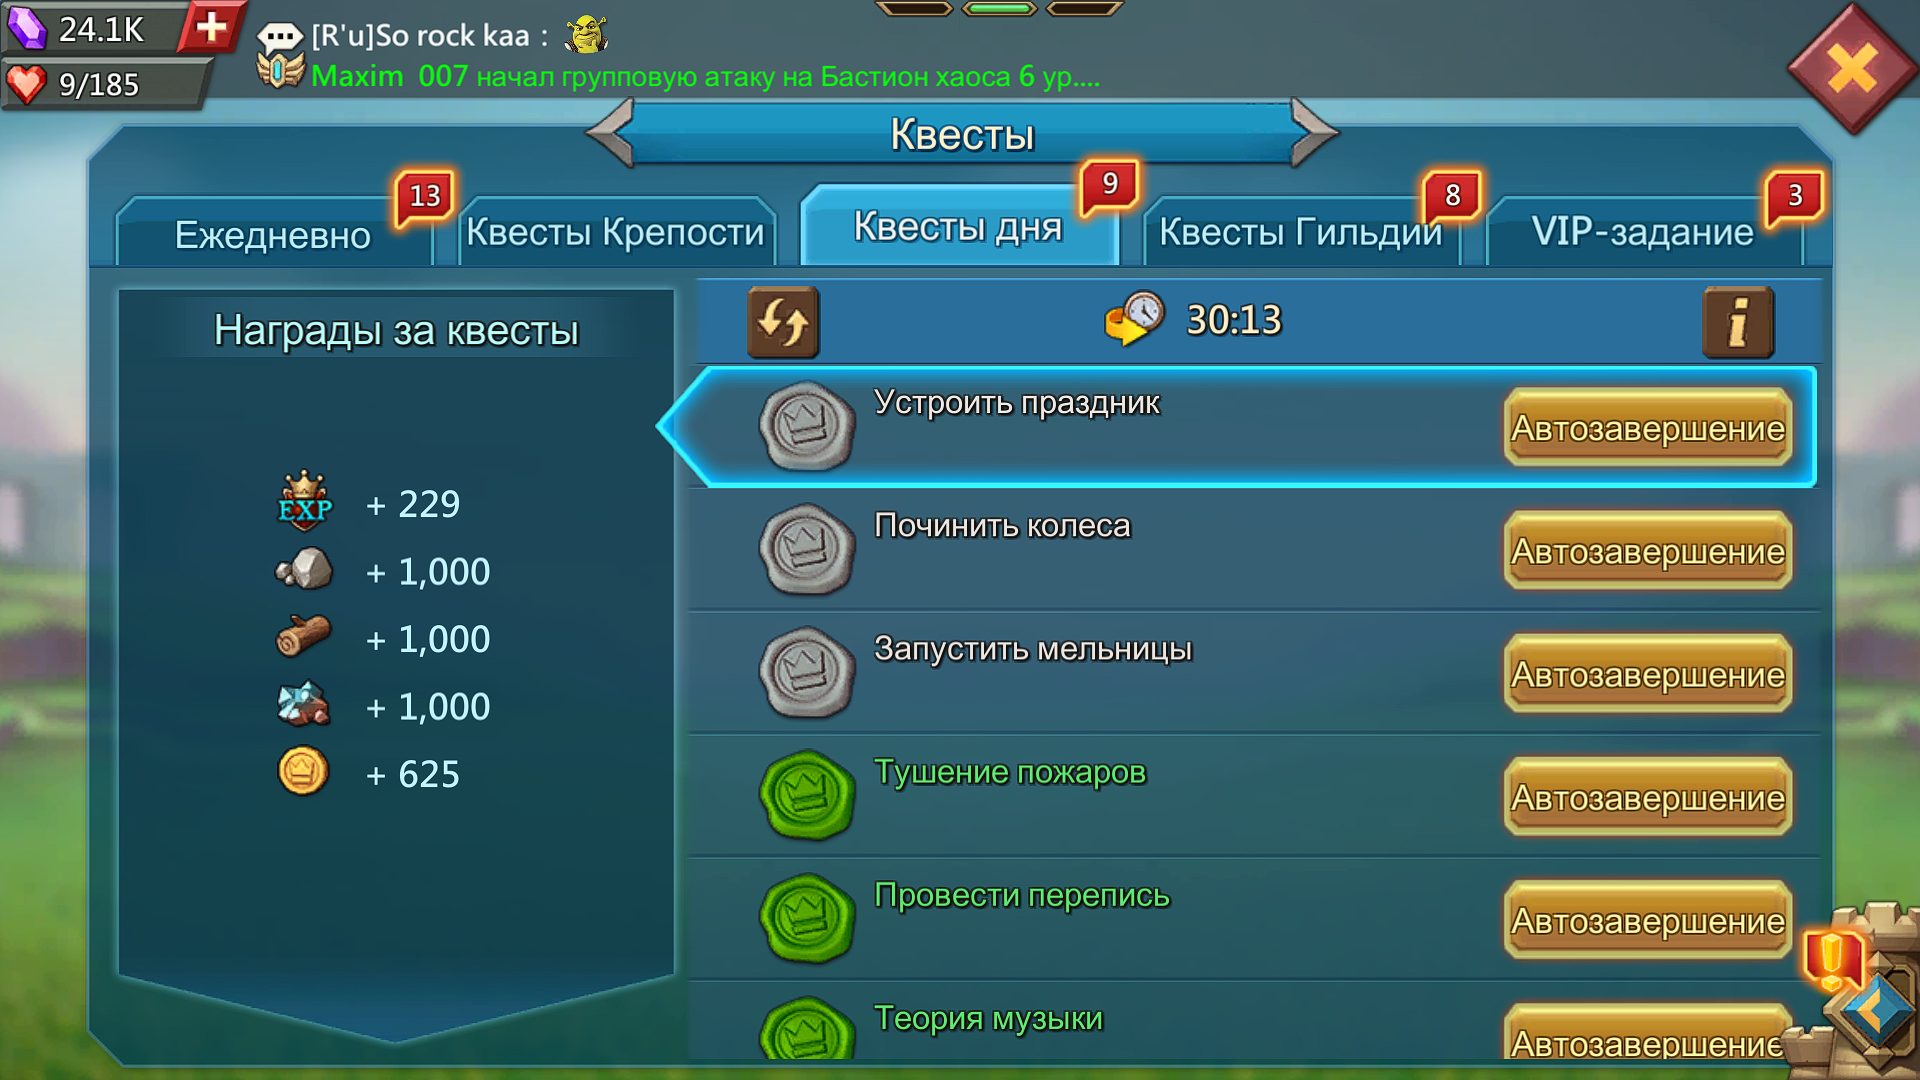 24.1K
[R'u]So rock kaa :
9/185
Maxim 007 начал групповую атаку на Бастион хаоса 6 ур....
Квесты
13
9
8
3
Ежедневно
Квесты Крепости
Квесты дня
Квесты Гильдии
VIP-задание
Награды за квесты
30:13
i
EXP + 229
+ 1,000
+ 1,000
+ 1,000
+ 625
Устроить праздник
Автозавершение
Починить колеса
Автозавершение
Запустить мельницы
Автозавершение
Тушение пожаров
Автозавершение
Провести перепись
Автозавершение
Теория музыки
Автозавершение